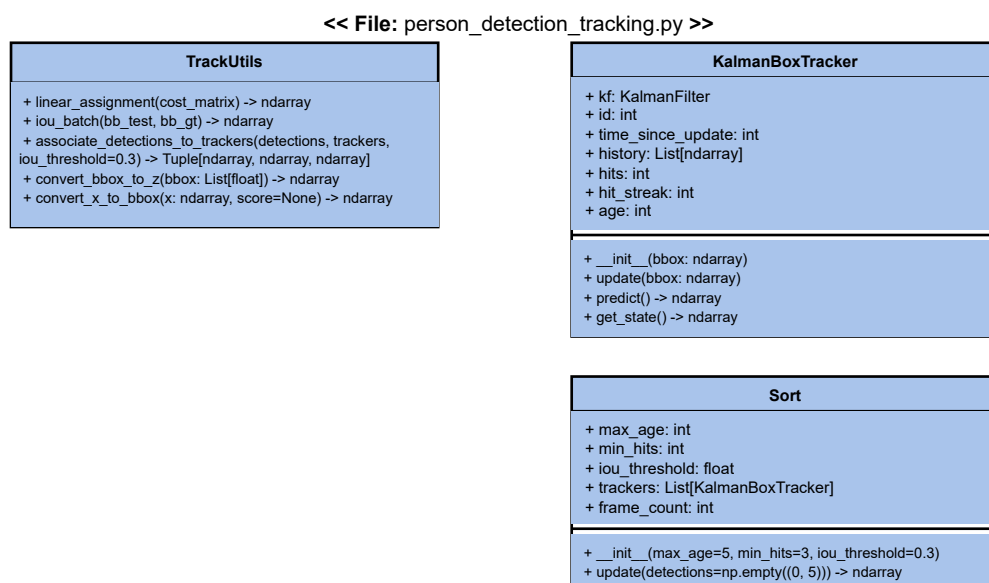 << File: person_detection_tracking.py >>
TrackUtils
+ linear_assignment(cost_matrix) -> ndarray
+ iou_batch(bb_test, bb_gt) -> ndarray
+ associate_detections_to_trackers(detections, trackers,
iou_threshold=0.3) -> Tuple[ndarray, ndarray, ndarray]
+ convert_bbox_to_z(bbox: List[float]) -> ndarray
+ convert_x_to_bbox(x: ndarray, score=None) -> ndarray
KalmanBoxTracker
+ kf: KalmanFilter
+ id: int
+ time_since_update: int
+ history: List[ndarray]
+ hits: int
+ hit_streak: int
+ age: int
+ __init__(bbox: ndarray)
+ update(bbox: ndarray)
+ predict() -> ndarray
+ get_state() -> ndarray
Sort
+ max_age: int
+ min_hits: int
+ iou_threshold: float
+ trackers: List[KalmanBoxTracker]
+ frame_count: int
+ __init__(max_age=5, min_hits=3, iou_threshold=0.3)
+ update(detections=np.empty((0, 5))) -> ndarray